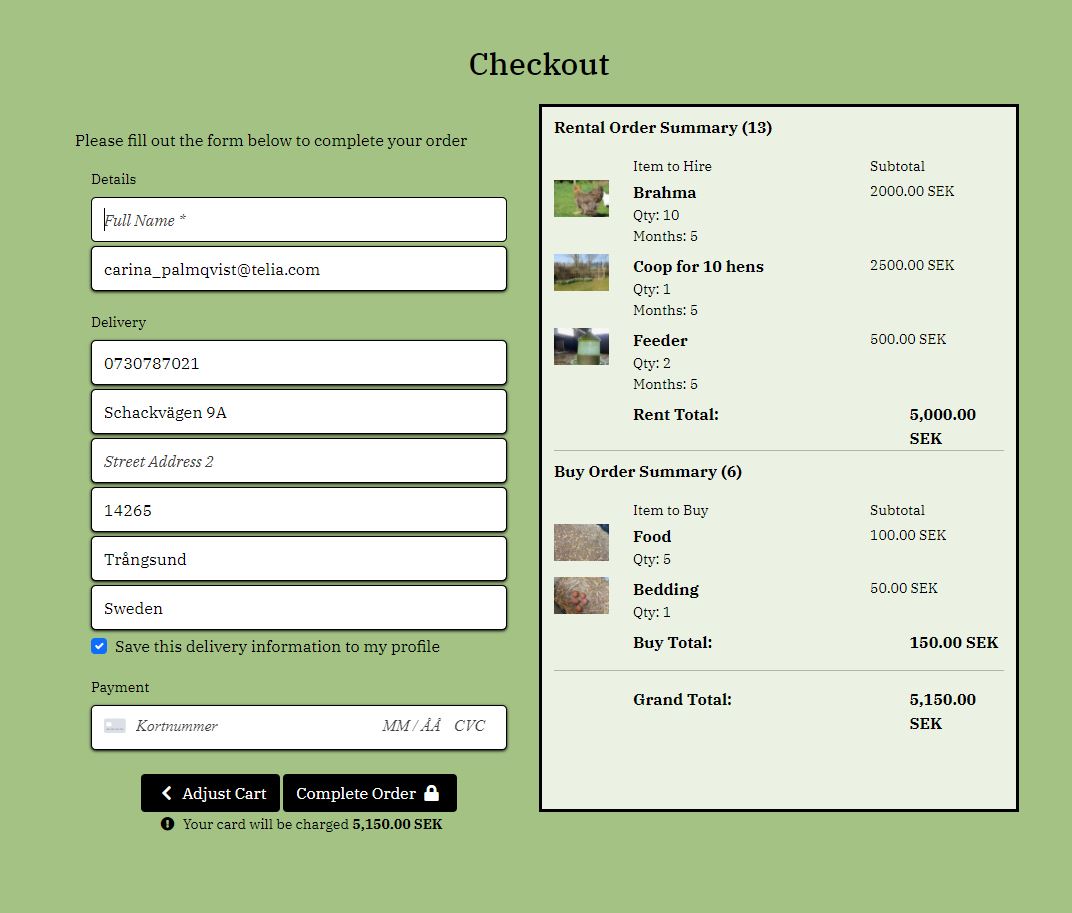 Checkout
Please fill out the form below to complete your order
Details
Full Name *
carina_palmqvist@telia.com
Delivery
0730787021
Schackvägen 9A
Street Address 2
14265
Trångsund
Sweden
Save this delivery information to my profile
Payment
Kortnummer MM / ÅÅ CVC
Adjust Cart Complete Order
Your card will be charged 5,150.00 SEK
Rental Order Summary (13)
Item to Hire Subtotal
Brahma 2000.00 SEK
Qty: 10
Months: 5
Coop for 10 hens 2500.00 SEK
Qty: 1
Months: 5
Feeder 500.00 SEK
Qty: 2
Months: 5
Rent Total: 5,000.00
SEK
Buy Order Summary (6)
Item to Buy Subtotal
Food 100.00 SEK
Qty: 5
Bedding 50.00 SEK
Qty: 1
Buy Total: 150.00 SEK
Grand Total: 5,150.00
SEK